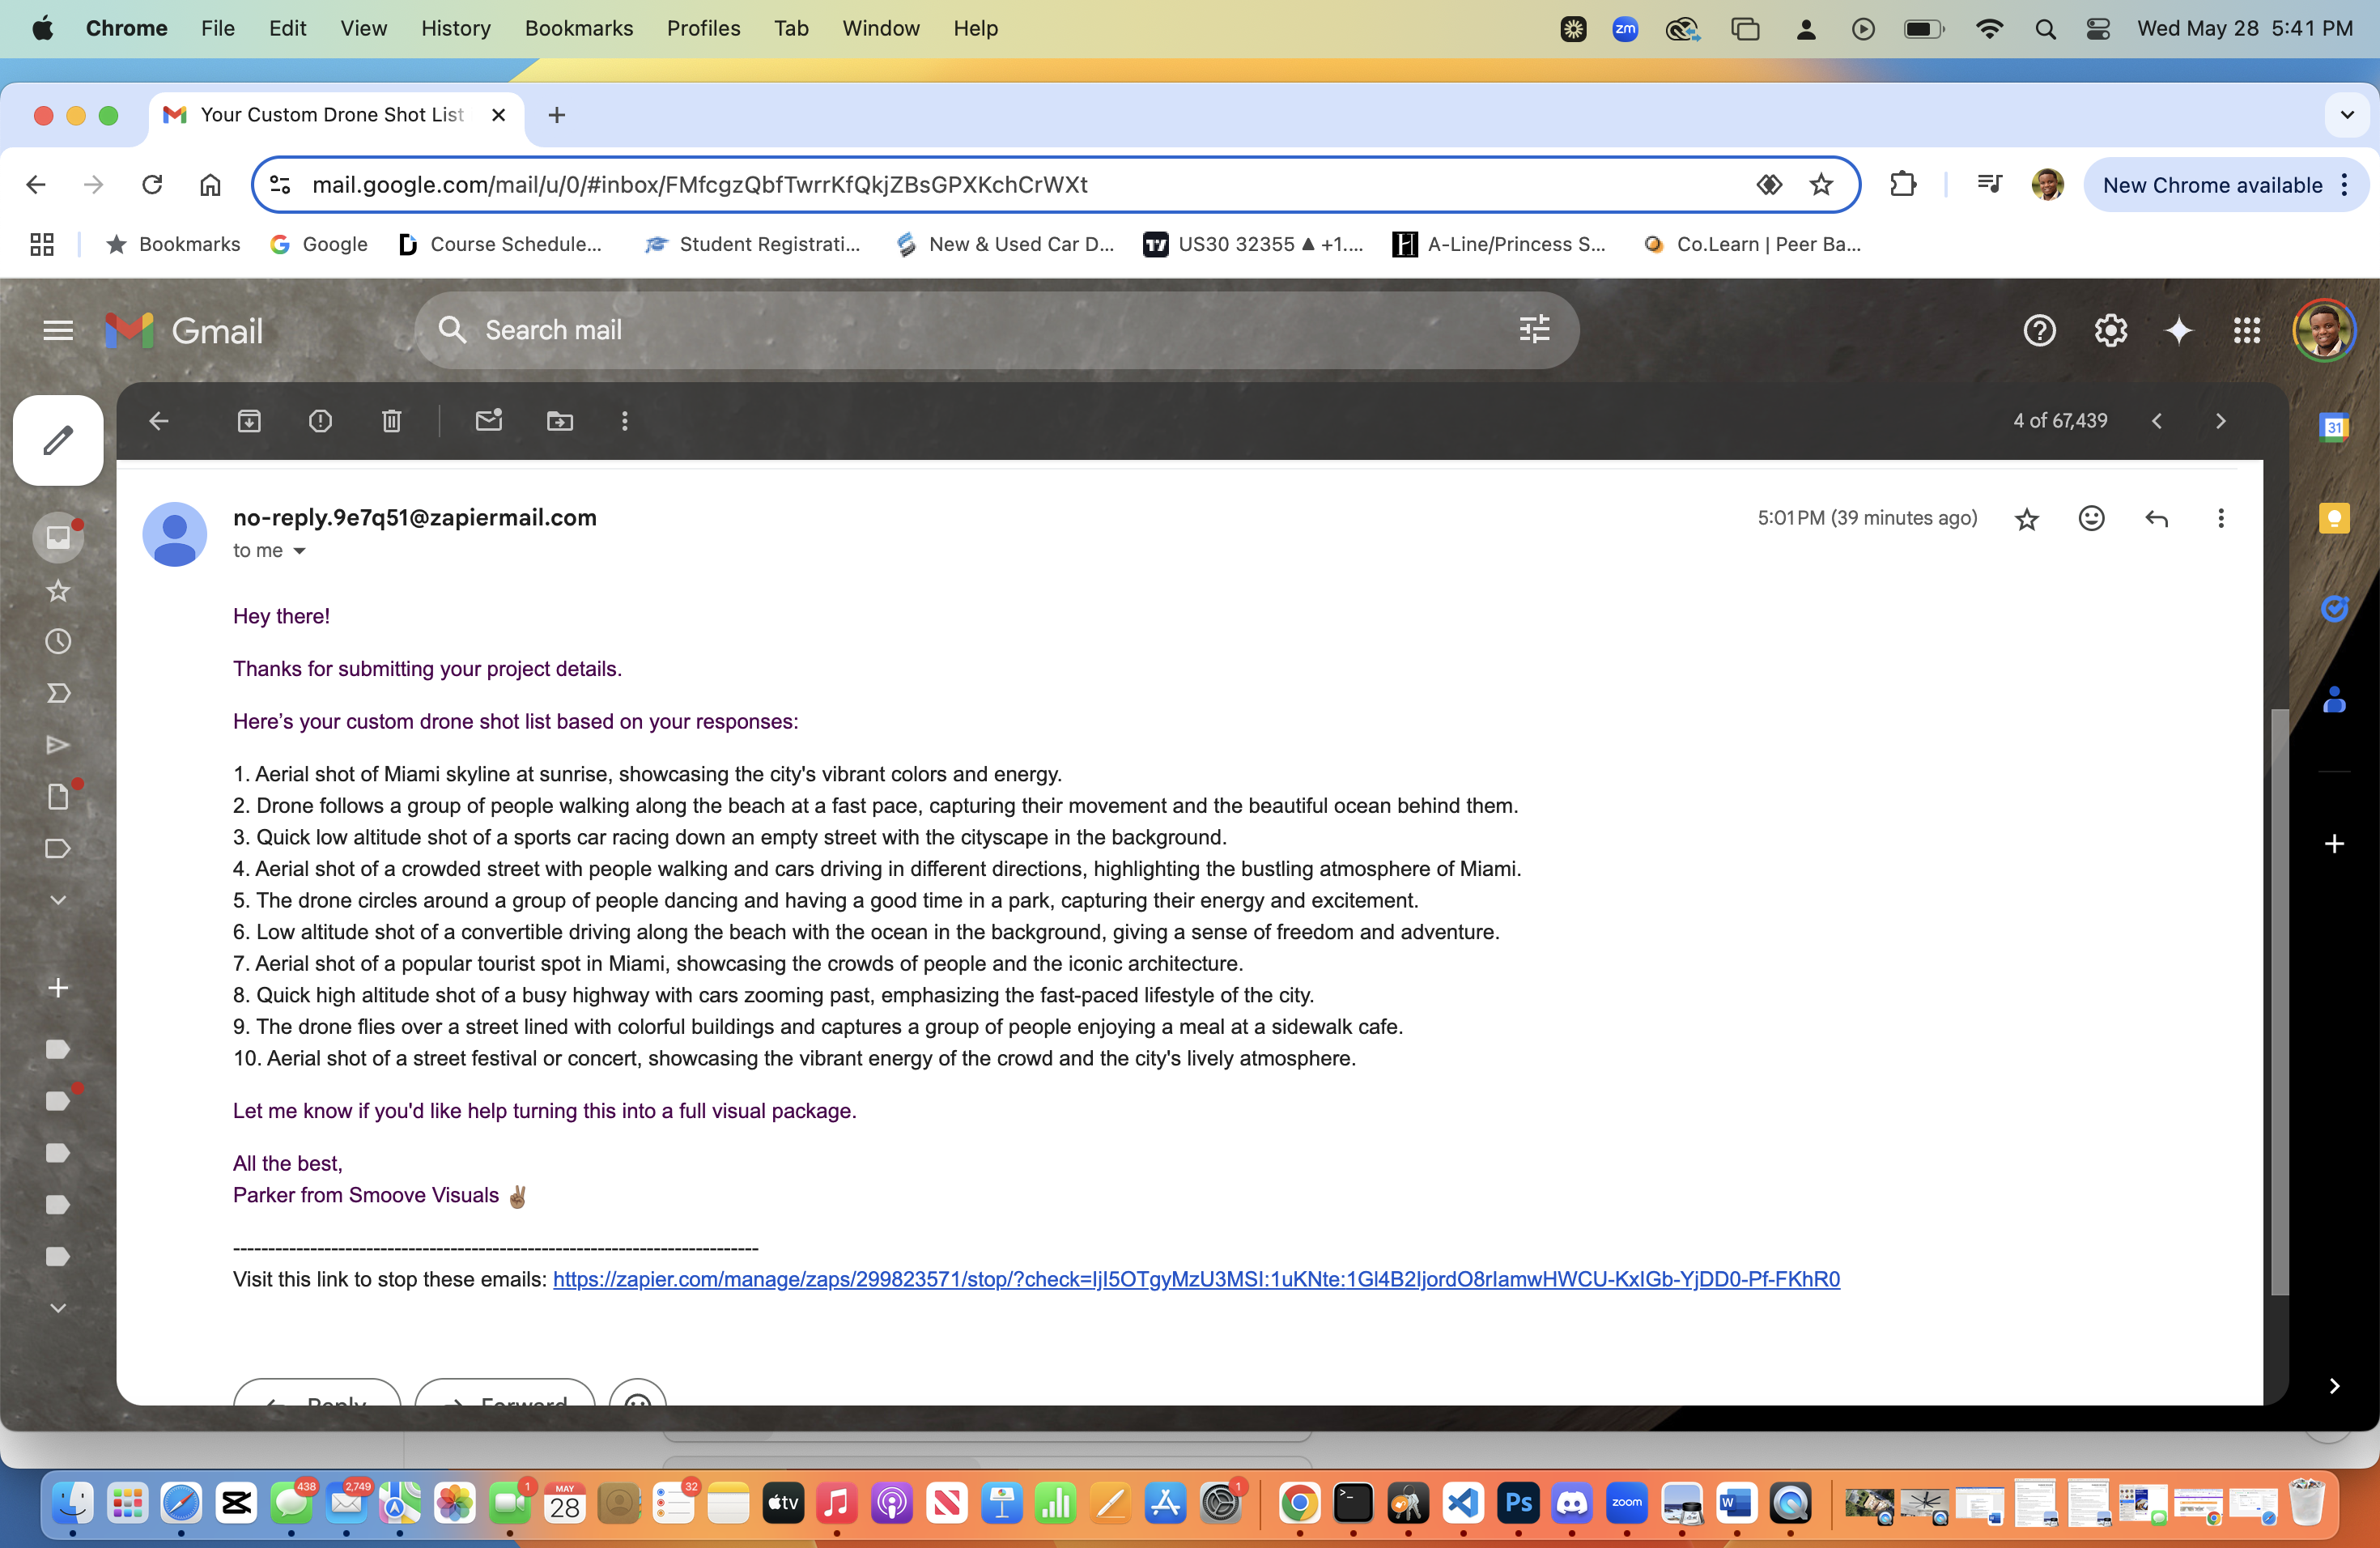 Chrome File Edit View History Bookmarks Profiles Tab Window Help zm Wed May 28 5:41 PM
Your Custom Drone Shot List
mail.google.com/mail/u/0/#inbox/FMfcgzQbfTwrrKfQkjZBsGPXKchCrWXt New Chrome available
Bookmarks Google Course Schedule... Student Registrati... New & Used Car D... US30 32355 ▲ +1.... A-Line/Princess S... Co.Learn | Peer Ba...
Gmail Search mail
4 of 67,439
31
no-reply.9e7q51@zapiermail.com 5:01 PM (39 minutes ago)
to me
Hey there!
Thanks for submitting your project details.
Here's your custom drone shot list based on your responses:
1. Aerial shot of Miami skyline at sunrise, showcasing the city's vibrant colors and energy.
2. Drone follows a group of people walking along the beach at a fast pace, capturing their movement and the beautiful ocean behind them.
3. Quick low altitude shot of a sports car racing down an empty street with the cityscape in the background.
4. Aerial shot of a crowded street with people walking and cars driving in different directions, highlighting the bustling atmosphere of Miami.
5. The drone circles around a group of people dancing and having a good time in a park, capturing their energy and excitement.
6. Low altitude shot of a convertible driving along the beach with the ocean in the background, giving a sense of freedom and adventure.
7. Aerial shot of a popular tourist spot in Miami, showcasing the crowds of people and the iconic architecture.
8. Quick high altitude shot of a busy highway with cars zooming past, emphasizing the fast-paced lifestyle of the city.
9. The drone flies over a street lined with colorful buildings and captures a group of people enjoying a meal at a sidewalk cafe.
10. Aerial shot of a street festival or concert, showcasing the vibrant energy of the crowd and the city's lively atmosphere.
Let me know if you'd like help turning this into a full visual package.
All the best,
Parker from Smoove Visuals ✌🏾
---------------------------------------------------------------------------
Visit this link to stop these emails: https://zapier.com/manage/zaps/299823571/stop/?check=IjI5OTgyMzU3MSI:1uKNte:1Gl4B2IjordO8rIamwHWCU-KxIGb-YjDD0-Pf-FKhR0
Reply Forward
438 2,749 1 MAY 28 32 tv 1 Ps zoom W